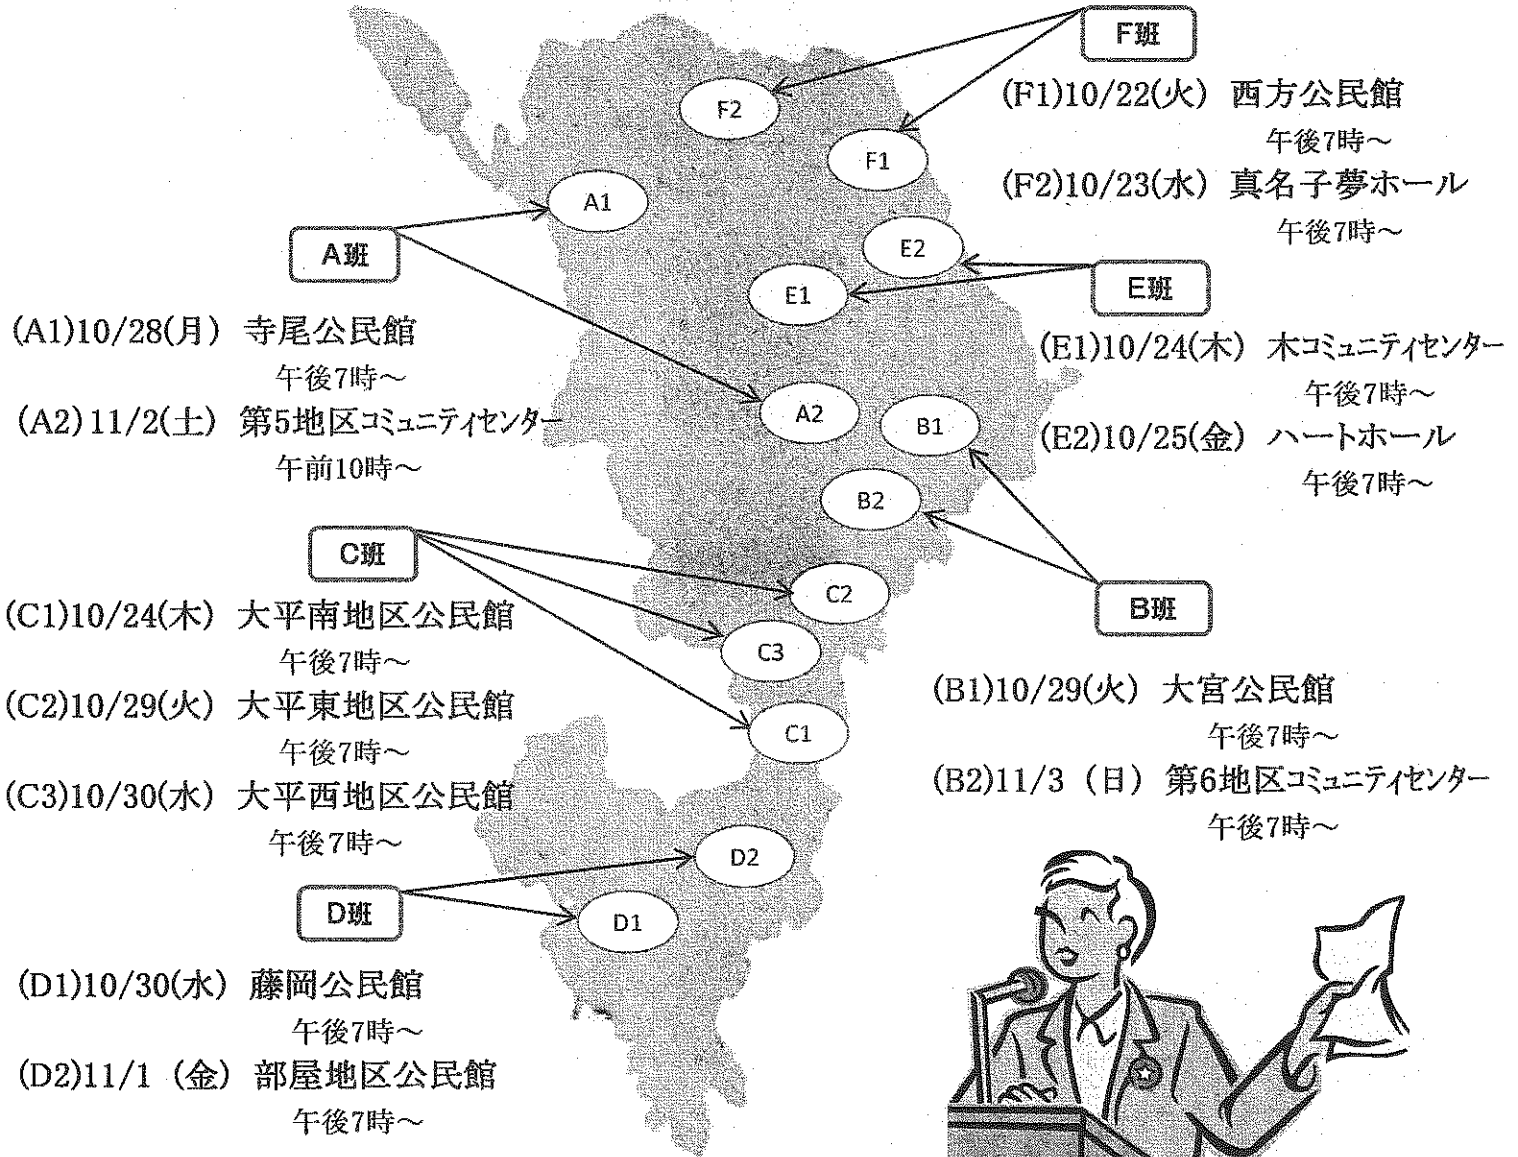 F班
(F1)10/22(火) 西方公民館
午後7時～
(F2)10/23(水) 真名子夢ホール
午後7時～
F2
F1
A1
E2
E1
A班
(A1)10/28(月) 寺尾公民館
午後7時～
(A2)11/2(土) 第5地区コミュニティセンター
午前10時～
E班
(E1)10/24(木) 木コミュニティセンター
午後7時～
(E2)10/25(金) ハートホール
午後7時～
A2
B1
B2
C班
(C1)10/24(木) 大平南地区公民館
午後7時～
(C2)10/29(火) 大平東地区公民館
午後7時～
(C3)10/30(水) 大平西地区公民館
午後7時～
C2
C3
C1
B班
(B1)10/29(火) 大宮公民館
午後7時～
(B2)11/3 (日) 第6地区コミュニティセンター
午後7時～
D2
D1
D班
(D1)10/30(水) 藤岡公民館
午後7時～
(D2)11/1 (金) 部屋地区公民館
午後7時～